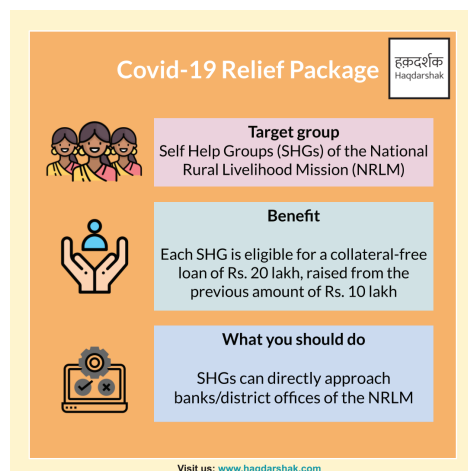 Covid-19 Relief Package
हक़दर्शक
Haqdarshak
Target group
Self Help Groups (SHGs) of the National
Rural Livelihood Mission (NRLM)
Benefit
Each SHG is eligible for a collateral-free
loan of Rs. 20 lakh, raised from the
previous amount of Rs. 10 lakh
What you should do
SHGs can directly approach
banks/district offices of the NRLM
Visit us: www.haqdarshak.com